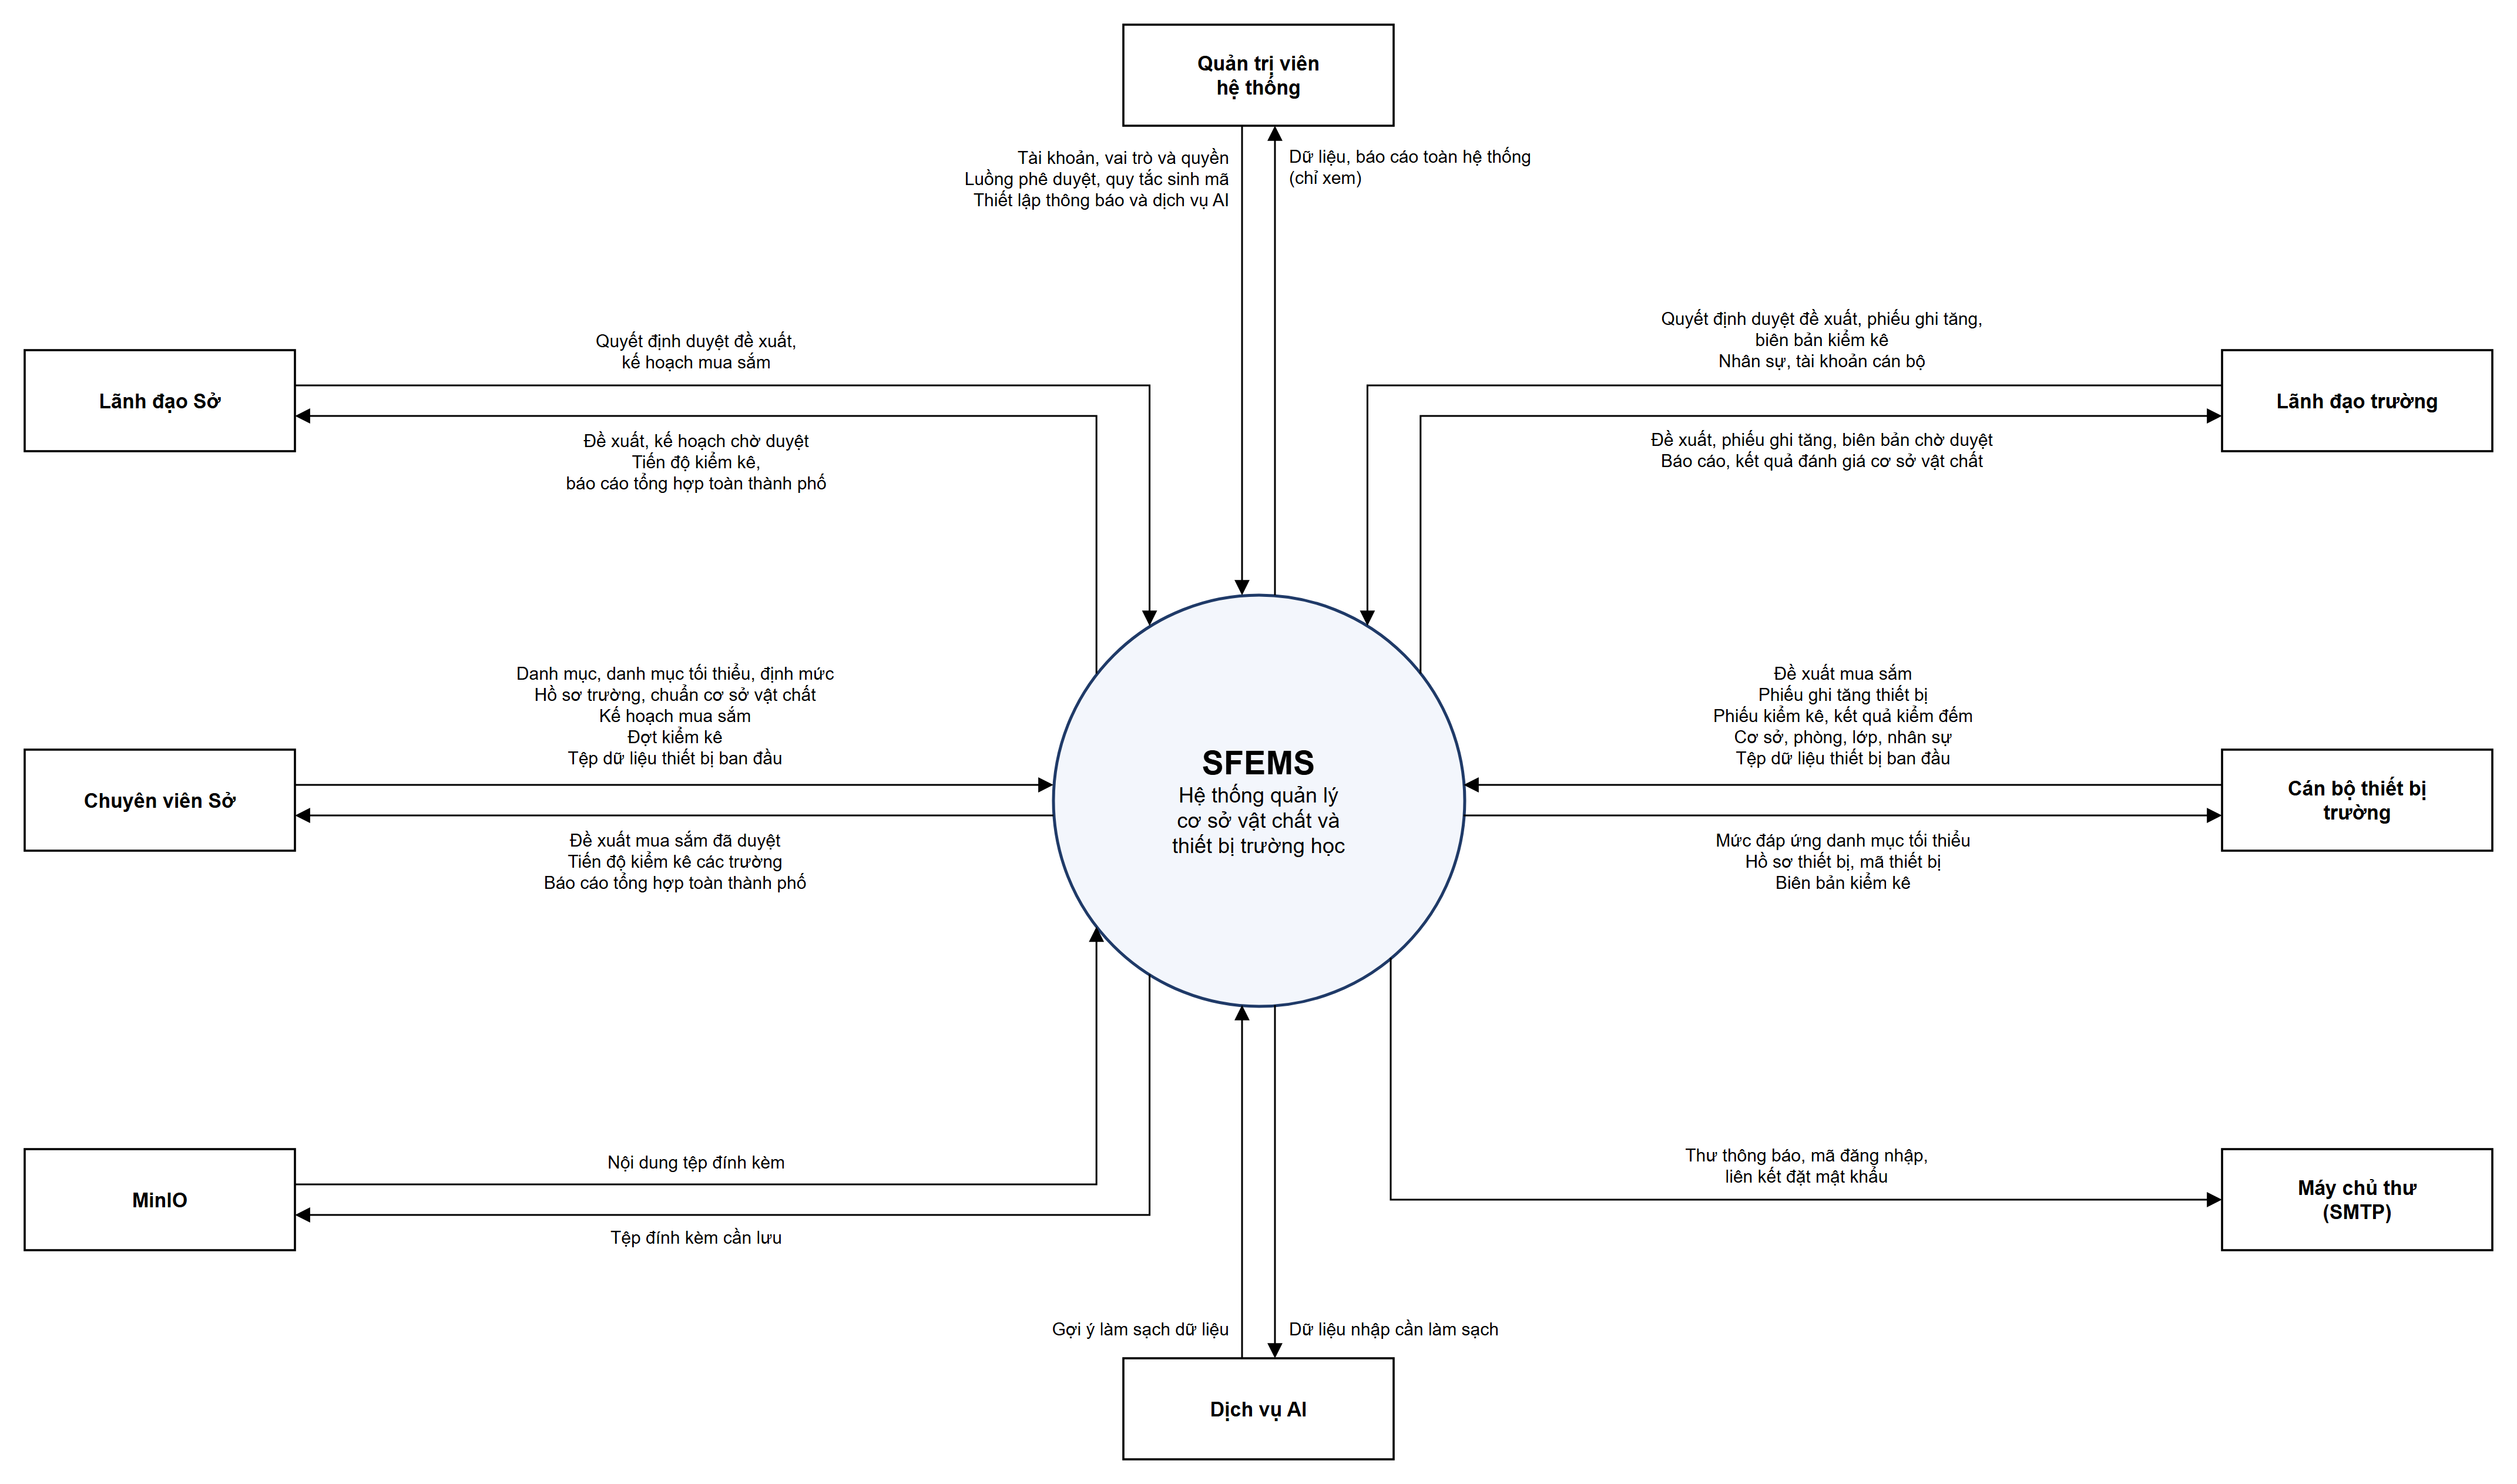 Quản trị viên
hệ thống
Tài khoản, vai trò và quyền
Luồng phê duyệt, quy tắc sinh mã
Thiết lập thông báo và dịch vụ AI
Dữ liệu, báo cáo toàn hệ thống
(chỉ xem)
Lãnh đạo Sở
Quyết định duyệt đề xuất,
kế hoạch mua sắm
Đề xuất, kế hoạch chờ duyệt
Tiến độ kiểm kê,
báo cáo tổng hợp toàn thành phố
Quyết định duyệt đề xuất, phiếu ghi tăng,
biên bản kiểm kê
Nhân sự, tài khoản cán bộ
Đề xuất, phiếu ghi tăng, biên bản chờ duyệt
Báo cáo, kết quả đánh giá cơ sở vật chất
Lãnh đạo trường
Chuyên viên Sở
Danh mục, danh mục tối thiểu, định mức
Hồ sơ trường, chuẩn cơ sở vật chất
Kế hoạch mua sắm
Đợt kiểm kê
Tệp dữ liệu thiết bị ban đầu
Đề xuất mua sắm đã duyệt
Tiến độ kiểm kê các trường
Báo cáo tổng hợp toàn thành phố
SFEMS
Hệ thống quản lý
cơ sở vật chất và
thiết bị trường học
Đề xuất mua sắm
Phiếu ghi tăng thiết bị
Phiếu kiểm kê, kết quả kiểm đếm
Cơ sở, phòng, lớp, nhân sự
Tệp dữ liệu thiết bị ban đầu
Mức đáp ứng danh mục tối thiểu
Hồ sơ thiết bị, mã thiết bị
Biên bản kiểm kê
Cán bộ thiết bị
trường
MinIO
Nội dung tệp đính kèm
Tệp đính kèm cần lưu
Thư thông báo, mã đăng nhập,
liên kết đặt mật khẩu
Máy chủ thư
(SMTP)
Gợi ý làm sạch dữ liệu
Dữ liệu nhập cần làm sạch
Dịch vụ AI